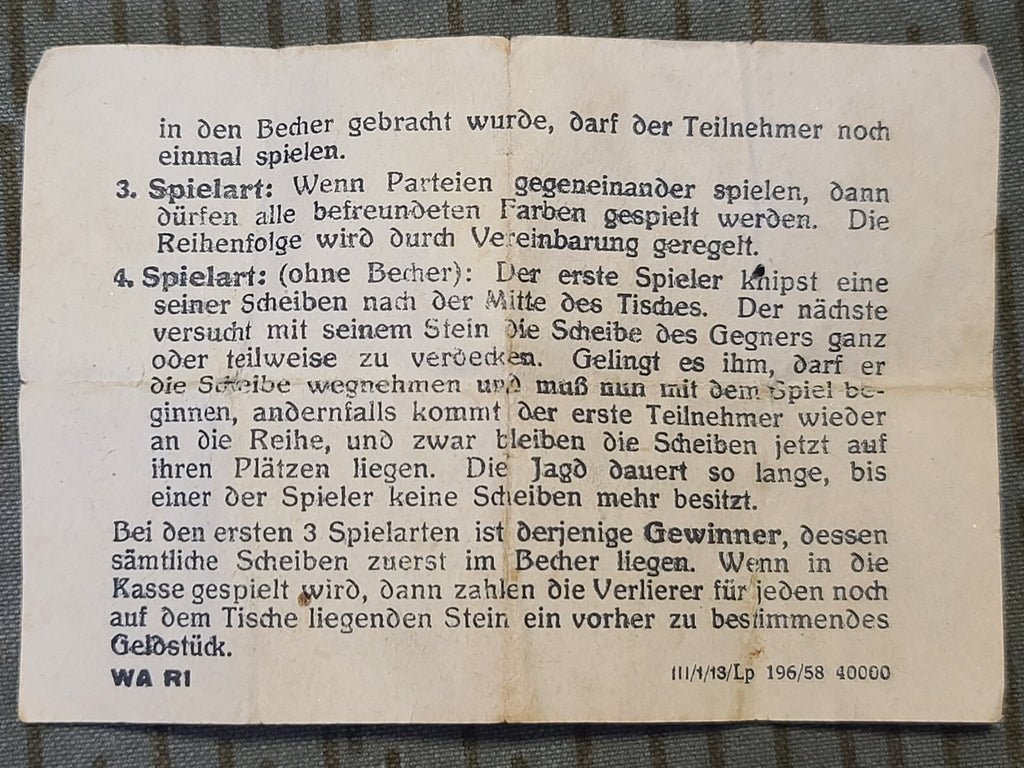 in den Becher gebracht wurde, darf der Teilnehmer noch
einmal spielen.
3. Spielart: Wenn Parteien gegeneinander spielen, dann
dürfen alle befreundeten Farben gespielt werden. Die
Reihenfolge wird durch Vereinbarung geregelt.
4. Spielart: (ohne Becher): Der erste Spieler knipst eine
seiner Scheiben nach der Mitte des Tisches. Der nächste
versucht mit seinem Stein die Scheibe des Gegners ganz
oder teilweise zu verdecken. Gelingt es ihm, darf er
die Scheibe wegnehmen und muß nun mit dem Spiel be-
ginnen, andernfalls kommt der erste Teilnehmer wieder
an die Reihe, und zwar bleiben die Scheiben jetzt auf
ihren Plätzen liegen. Die Jagd dauert so lange, bis
einer der Spieler keine Scheiben mehr besitzt.
Bei den ersten 3 Spielarten ist derjenige Gewinner, dessen
sämtliche Scheiben zuerst im Becher liegen. Wenn in die
Kasse gespielt wird, dann zahlen die Verlierer für jeden noch
auf dem Tische liegenden Stein ein vorher zu bestimmendes
Geldstück.
WA RI
III/1/13/Lp 196/58 40000